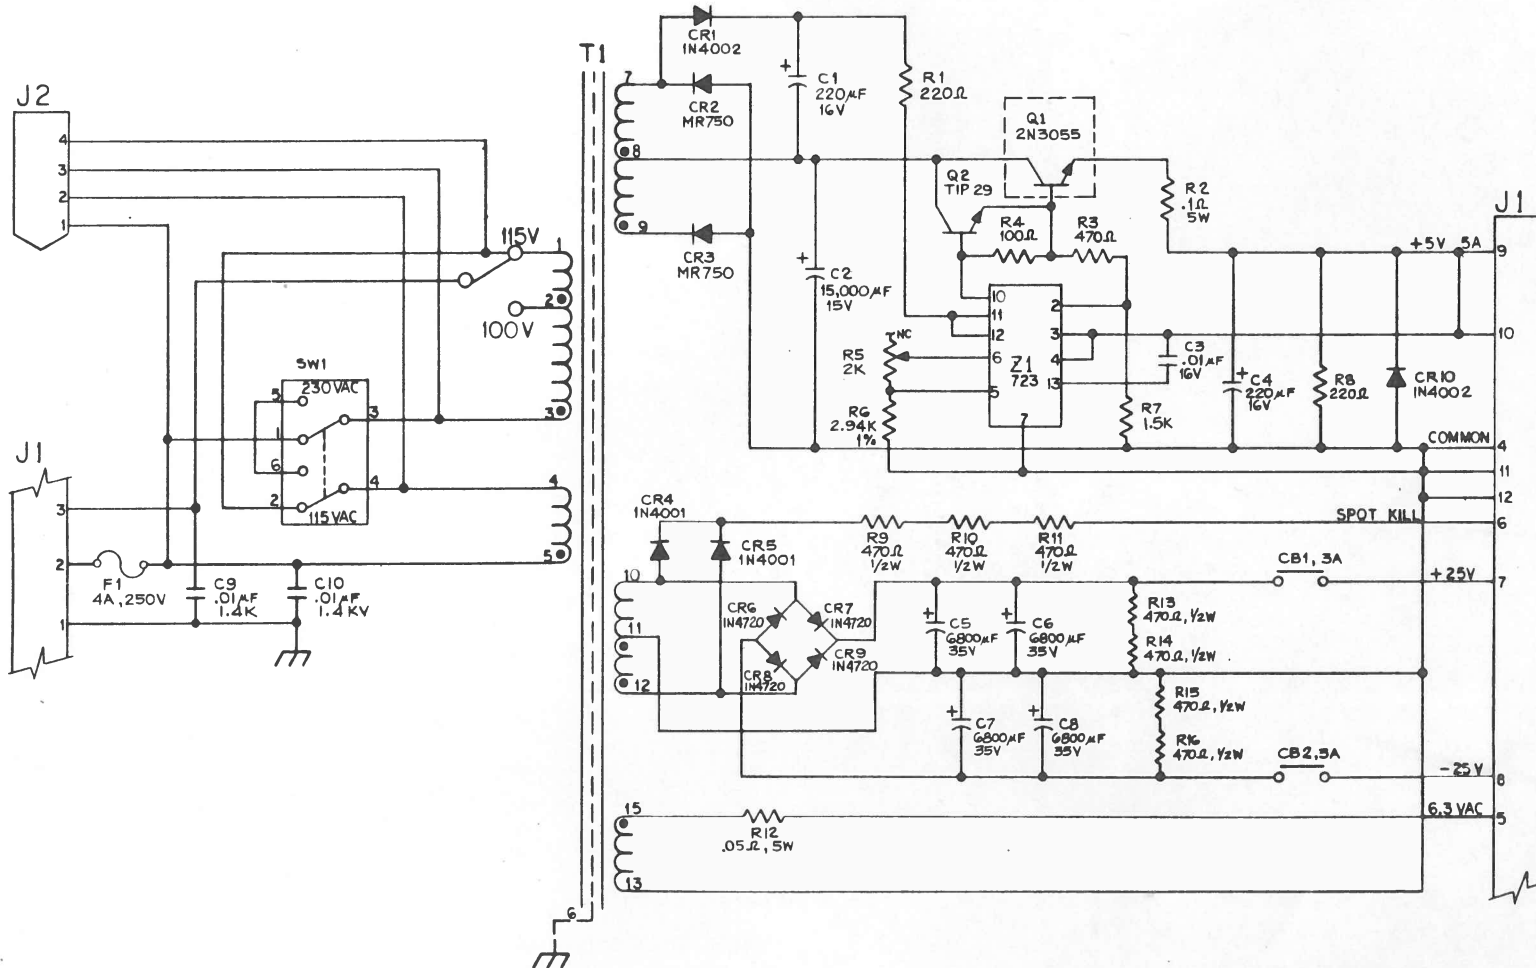 J2
4
3
2
1
J1
3
2
1
F1
4A, 250V
C9
.01µF
1.4K
C10
.01µF
1.4KV
SW1
230VAC
5
1
6
2
3
4
115VAC
115V
100V
T1
1
2
3
4
5
6
7
8
9
10
11
12
15
13
CR1
1N4002
CR2
MR750
CR3
MR750
C1
220µF
16V
R1
220Ω
C2
15,000µF
15V
Q1
2N3055
Q2
TIP 29
R4
100Ω
R3
470Ω
R2
.1Ω
5W
10
11
12
6
5
7
2
3
4
13
Z1
723
NC
R5
2K
R6
2.94K
1%
C3
.01µF
16V
R7
1.5K
C4
220µF
16V
R8
220Ω
CR10
1N4002
J1
+5V 5A
9
10
COMMON
4
11
12
SPOT KILL
6
+25V
7
-25V
8
6.3 VAC
5
CR4
1N4001
CR5
1N4001
R9
470Ω
1/2W
R10
470Ω
1/2W
R11
470Ω
1/2W
CR6
1N4720
CR7
1N4720
CR8
1N4720
CR9
1N4720
C5
6800µF
35V
C6
6800µF
35V
R13
470Ω, 1/2W
R14
470Ω, 1/2W
C7
6800µF
35V
C8
6800µF
35V
R15
470Ω, 1/2W
R16
470Ω, 1/2W
CB1, 3A
CB2, 3A
R12
.05Ω, 5W